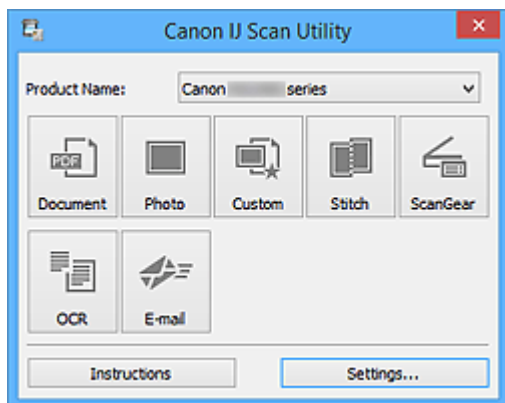 Canon IJ Scan Utility
Product Name: Canon series
PDF
Document Photo Custom Stitch ScanGear
OCR E-mail
Instructions Settings...